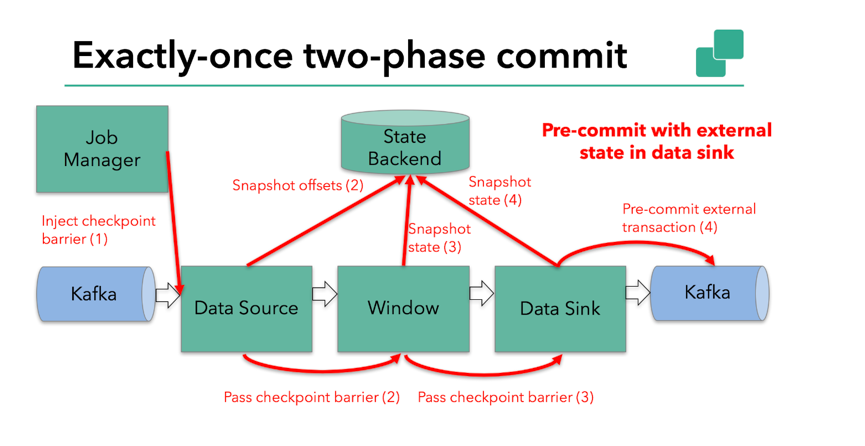 Exactly-once two-phase commit
Job
Manager
State
Backend
Pre-commit with external
state in data sink
Snapshot offsets (2)
Snapshot
state (4)
Inject checkpoint
barrier (1)
Snapshot
state (3)
Pre-commit external
transaction (4)
Kafka
Data Source
Window
Data Sink
Kafka
Pass checkpoint barrier (2)
Pass checkpoint barrier (3)